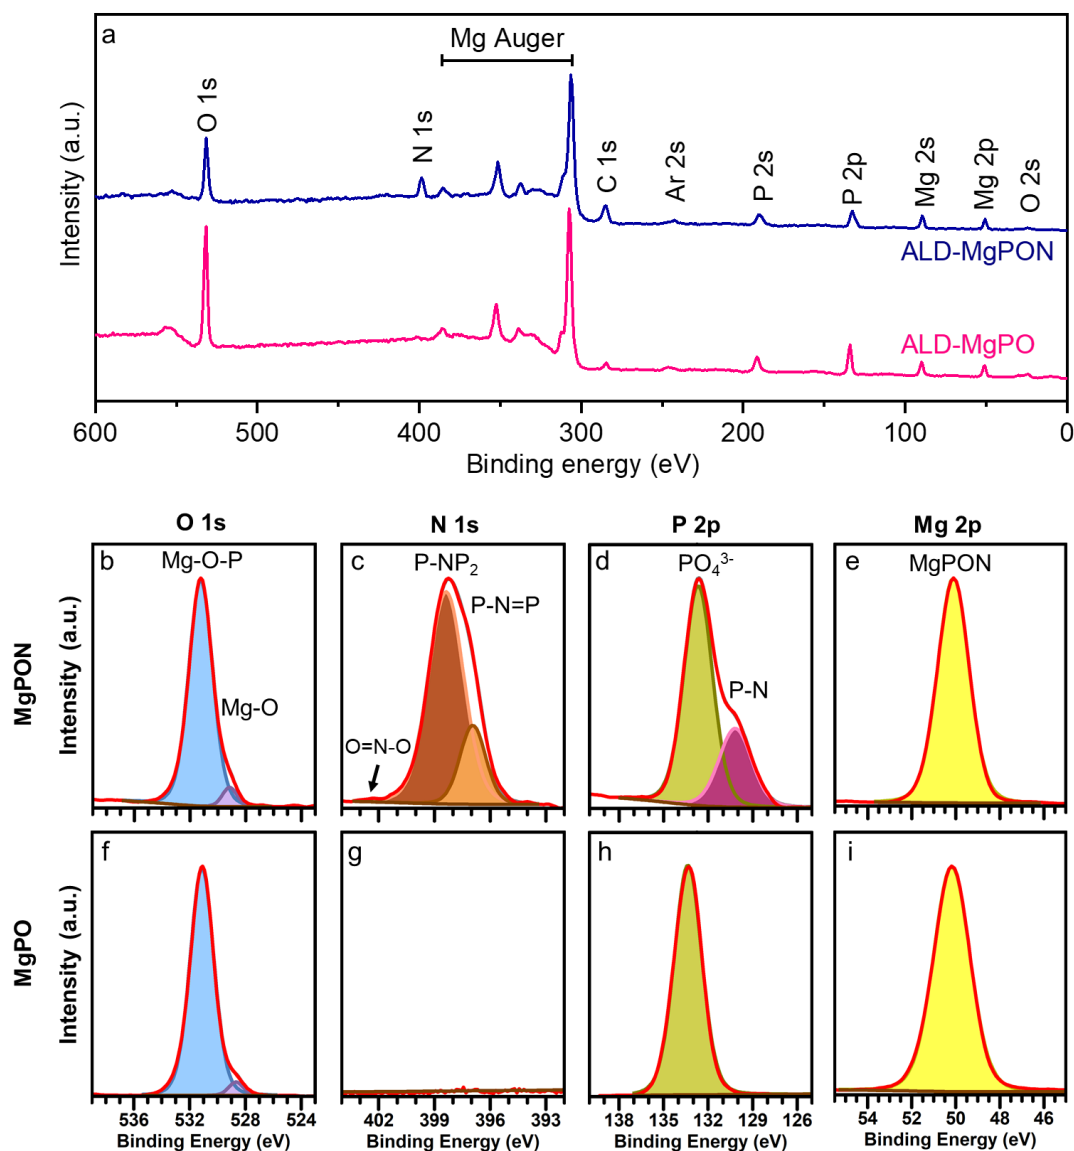 a
Mg Auger
O 1s
N 1s
C 1s
Ar 2s
P 2s
P 2p
Mg 2s
Mg 2p
O 2s
ALD-MgPON
ALD-MgPO
Intensity (a.u.)
600 500 400 300 200 100 0
Binding energy (eV)
O 1s N 1s P 2p Mg 2p
MgPON
Intensity (a.u.)
b
Mg-O-P
Mg-O
c
P-NP₂
P-N=P
O=N-O
d
PO₄³⁻
P-N
e
MgPON
MgPO
Intensity (a.u.)
f
g
h
i
536 532 528 524
402 399 396 393
138 135 132 129 126
54 50 46
Binding Energy (eV) Binding Energy (eV) Binding Energy (eV) Binding Energy (eV)